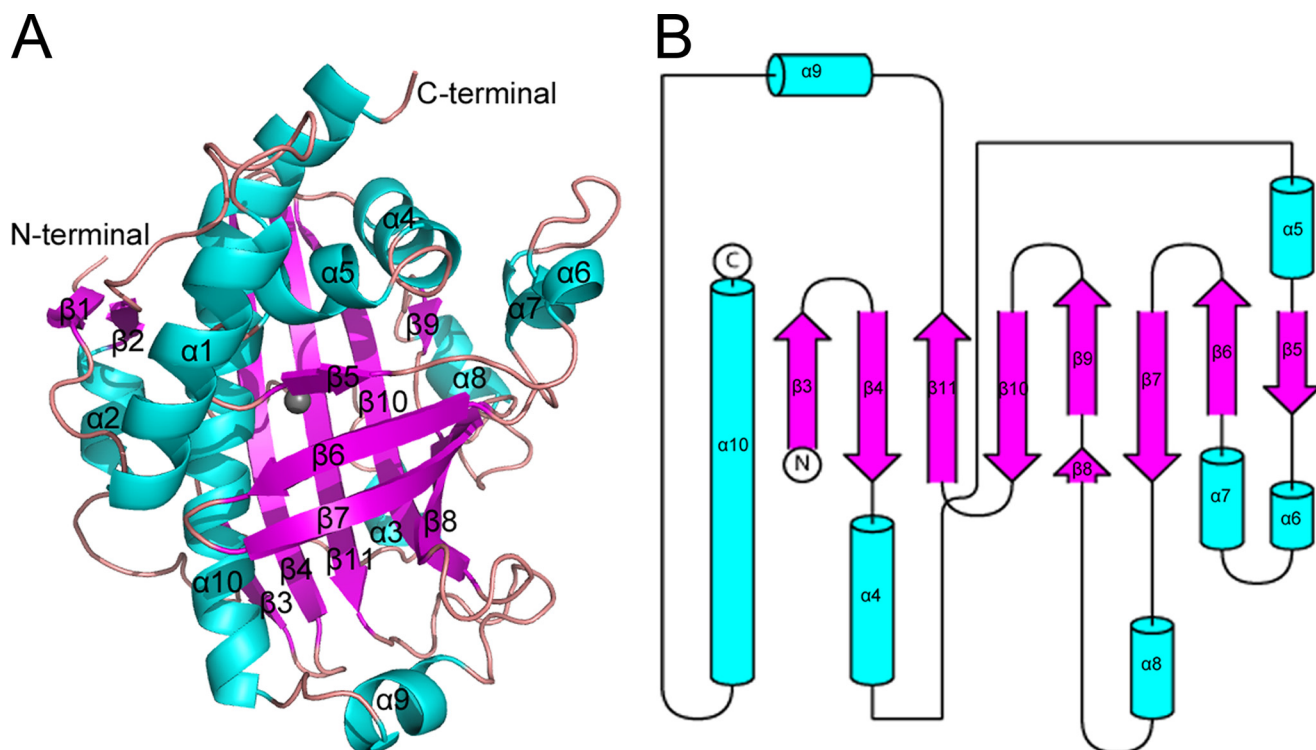 A
C-terminal
N-terminal
α4
α5
α6
α7
β1
β2
α1
β9
β5
α8
β10
α2
β6
β7
α3
β8
β11
β4
α10
β3
α9
B
α9
α5
C
β3
β4
β11
β10
β9
β7
β6
β5
α10
N
β8
α7
α6
α4
α8